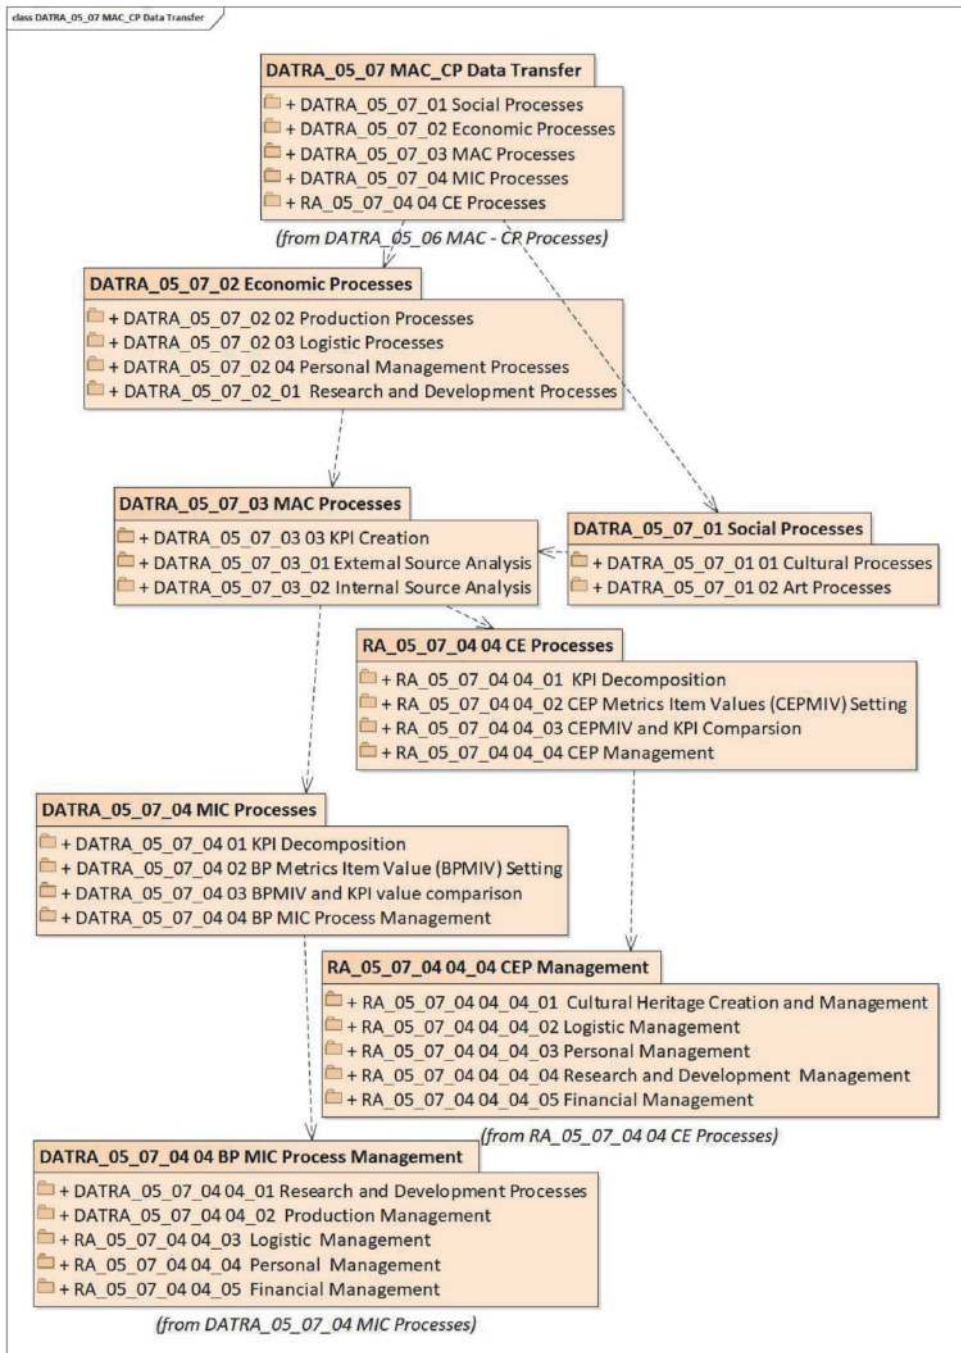 class DATRA_05_07 MAC_CP Data Transfer
DATRA_05_07 MAC_CP Data Transfer
+ DATRA_05_07_01 Social Processes
+ DATRA_05_07_02 Economic Processes
+ DATRA_05_07_03 MAC Processes
+ DATRA_05_07_04 MIC Processes
+ RA_05_07_04 04 CE Processes
(from DATRA_05_06 MAC - CP Processes)
DATRA_05_07_02 Economic Processes
+ DATRA_05_07_02 02 Production Processes
+ DATRA_05_07_02 03 Logistic Processes
+ DATRA_05_07_02 04 Personal Management Processes
+ DATRA_05_07_02_01 Research and Development Processes
DATRA_05_07_03 MAC Processes
+ DATRA_05_07_03 03 KPI Creation
+ DATRA_05_07_03_01 External Source Analysis
+ DATRA_05_07_03_02 Internal Source Analysis
DATRA_05_07_01 Social Processes
+ DATRA_05_07_01 01 Cultural Processes
+ DATRA_05_07_01 02 Art Processes
RA_05_07_04 04 CE Processes
+ RA_05_07_04 04_01 KPI Decomposition
+ RA_05_07_04 04_02 CEP Metrics Item Values (CEPMIV) Setting
+ RA_05_07_04 04_03 CEPMIV and KPI Comparsion
+ RA_05_07_04 04_04 CEP Management
DATRA_05_07_04 MIC Processes
+ DATRA_05_07_04 01 KPI Decomposition
+ DATRA_05_07_04 02 BP Metrics Item Value (BPMIV) Setting
+ DATRA_05_07_04 03 BPMIV and KPI value comparison
+ DATRA_05_07_04 04 BP MIC Process Management
RA_05_07_04 04_04 CEP Management
+ RA_05_07_04 04_04_01 Cultural Heritage Creation and Management
+ RA_05_07_04 04_04_02 Logistic Management
+ RA_05_07_04 04_04_03 Personal Management
+ RA_05_07_04 04_04_04 Research and Development Management
+ RA_05_07_04 04_04_05 Financial Management
(from RA_05_07_04 04 CE Processes)
DATRA_05_07_04 04 BP MIC Process Management
+ DATRA_05_07_04 04_01 Research and Development Processes
+ DATRA_05_07_04 04_02 Production Management
+ RA_05_07_04 04_03 Logistic Management
+ RA_05_07_04 04_04 Personal Management
+ RA_05_07_04 04_05 Financial Management
(from DATRA_05_07_04 MIC Processes)